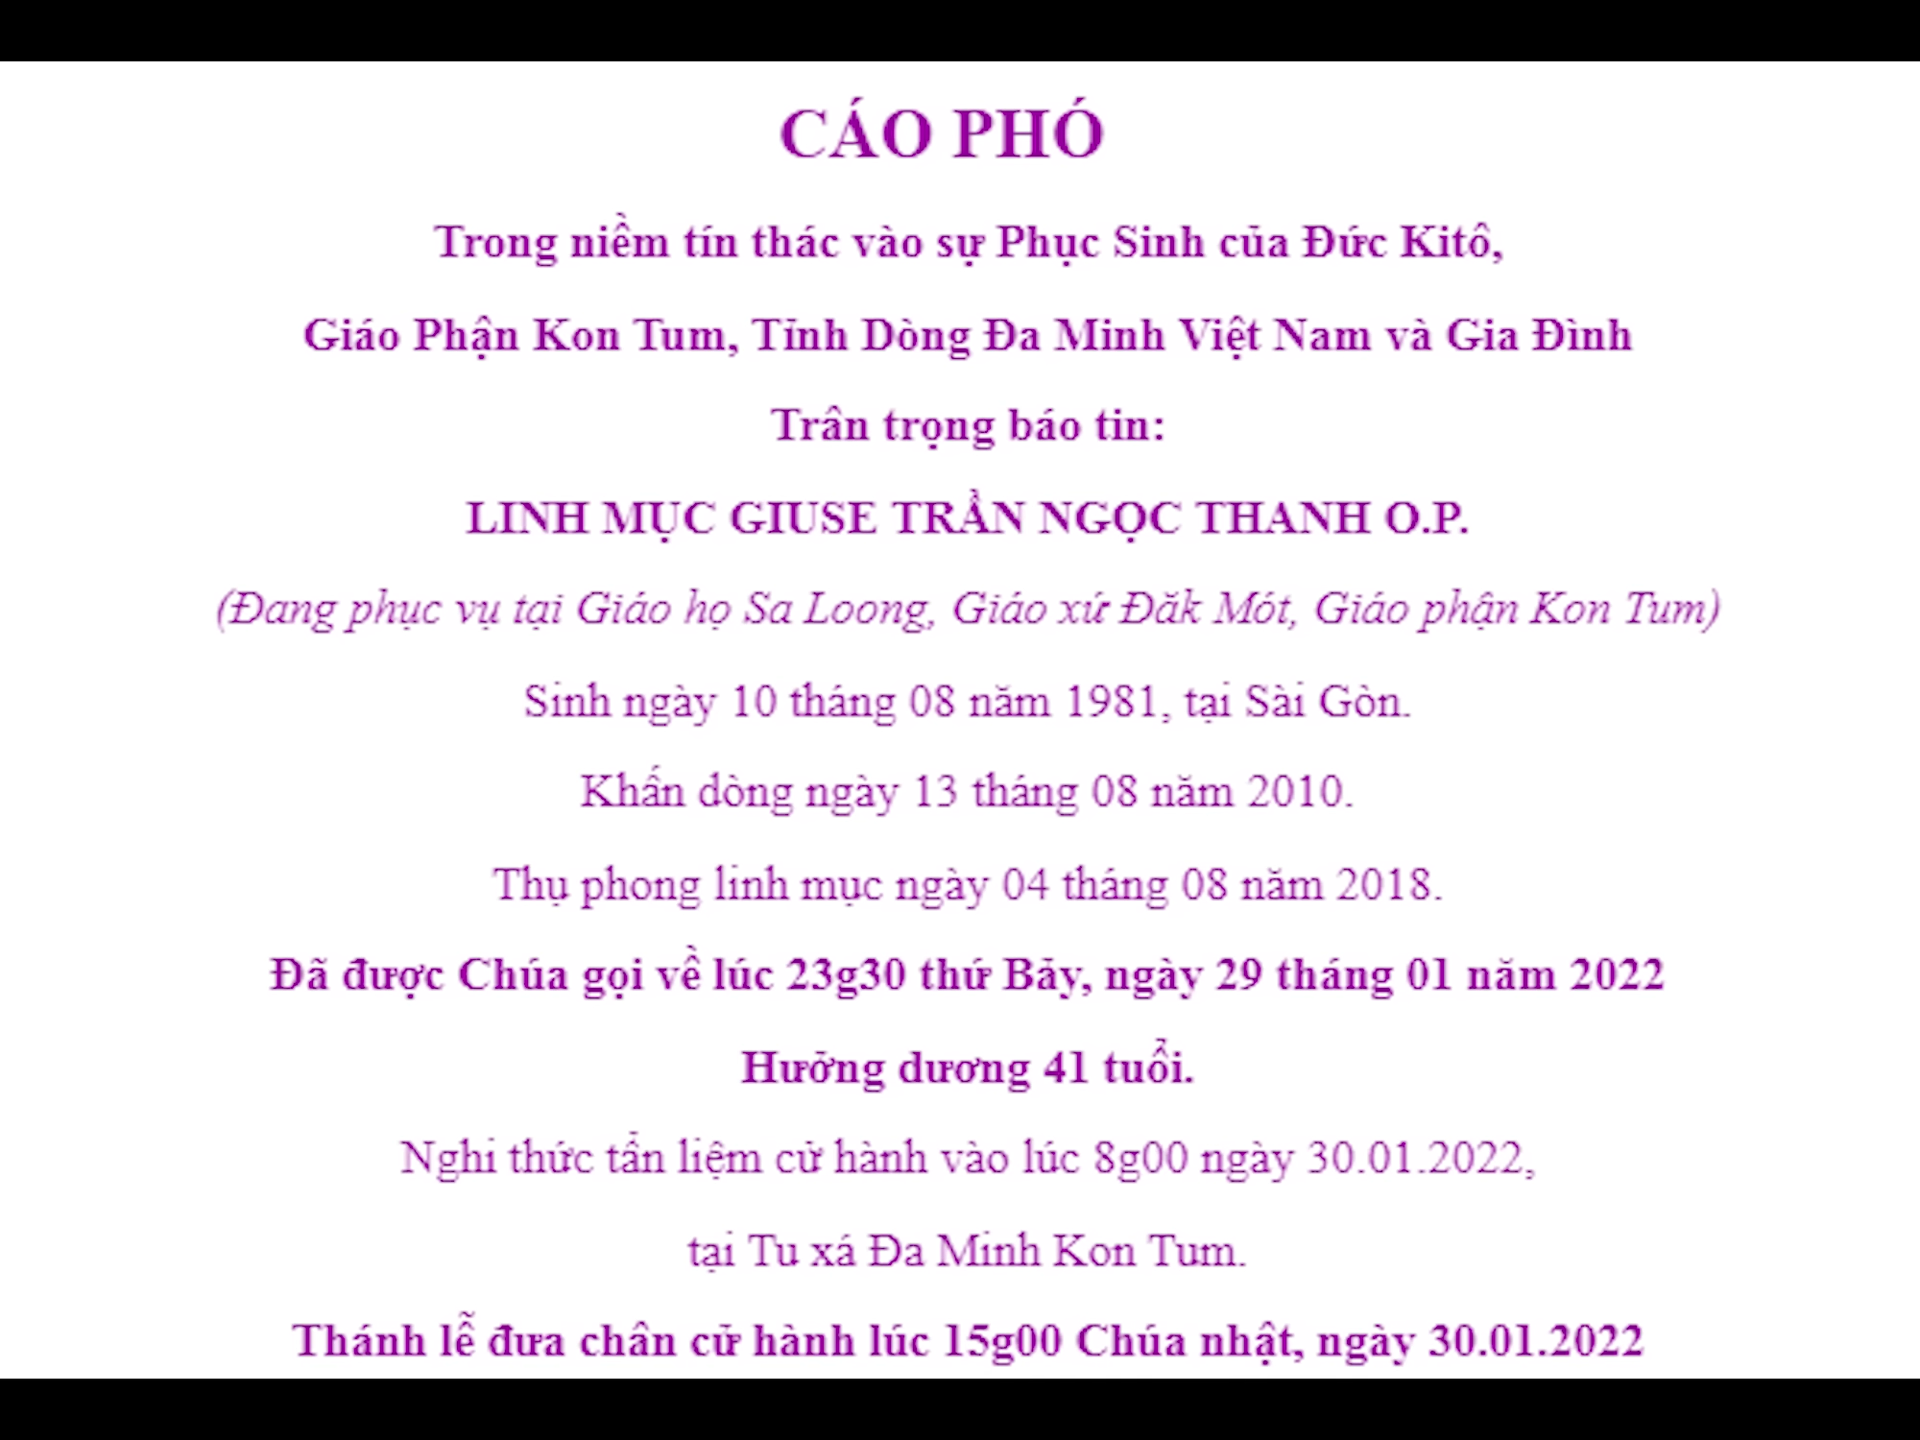 CÁO PHÓ
Trong niềm tín thác vào sự Phục Sinh của Đức Kitô,
Giáo Phận Kon Tum, Tỉnh Dòng Đa Minh Việt Nam và Gia Đình
Trân trọng báo tin:
LINH MỤC GIUSE TRẦN NGỌC THANH O.P.
(Đang phục vụ tại Giáo họ Sa Loong, Giáo xứ Đăk Mót, Giáo phận Kon Tum)
Sinh ngày 10 tháng 08 năm 1981, tại Sài Gòn.
Khấn dòng ngày 13 tháng 08 năm 2010.
Thụ phong linh mục ngày 04 tháng 08 năm 2018.
Đã được Chúa gọi về lúc 23g30 thứ Bảy, ngày 29 tháng 01 năm 2022
Hưởng dương 41 tuổi.
Nghi thức tẩn liệm cử hành vào lúc 8g00 ngày 30.01.2022,
tại Tu xá Đa Minh Kon Tum.
Thánh lễ đưa chân cử hành lúc 15g00 Chúa nhật, ngày 30.01.2022